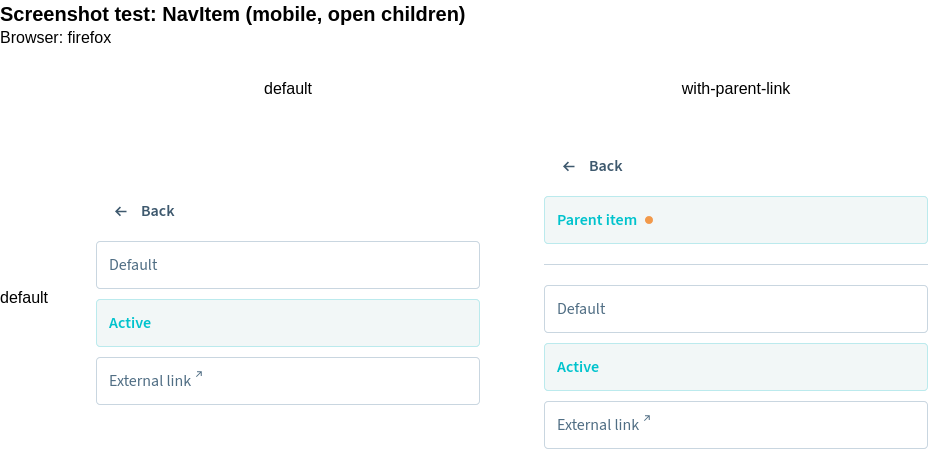 Screenshot test: NavItem (mobile, open children)
Browser: firefox
default
with-parent-link
default
Back
Default
Active
External link ↗
Back
Parent item
Default
Active
External link ↗